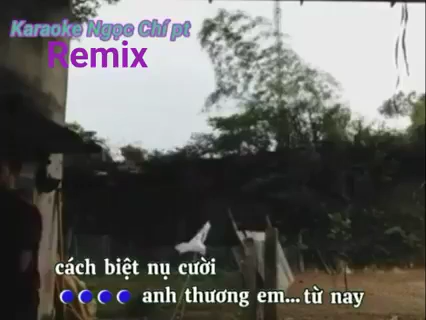 Karaoke Ngọc Chí pt
Remix
cách biệt nụ cười
anh thương em... từ nay